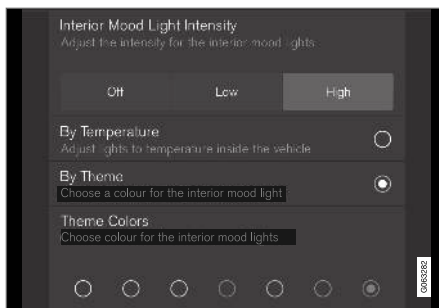 Interior Mood Light Intensity
Adjust the intensity for the interior mood lights
Off Low High
By Temperature
Adjust lights to temperature inside the vehicle
By Theme
Choose a colour for the interior mood light
Theme Colors
Choose colour for the interior mood lights
G063282